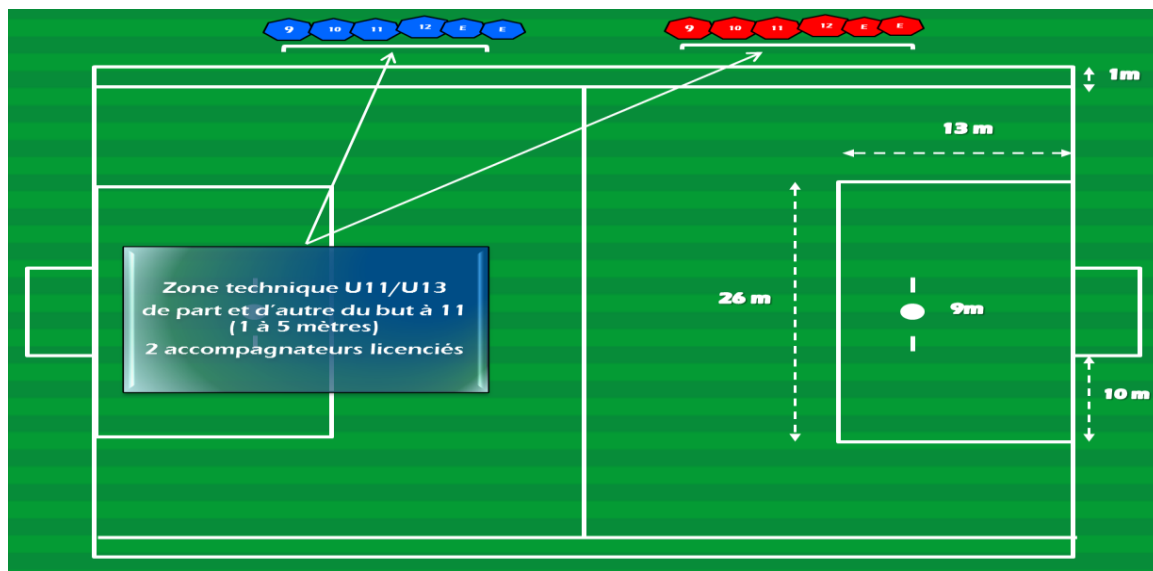 9 10 11 12 E E
9 10 11 12 E E
1m
13 m
Zone technique U11/U13
de part et d´autre du but à 11
(1 à 5 mètres)
2 accompagnateurs licenciés
26 m
9m
10 m